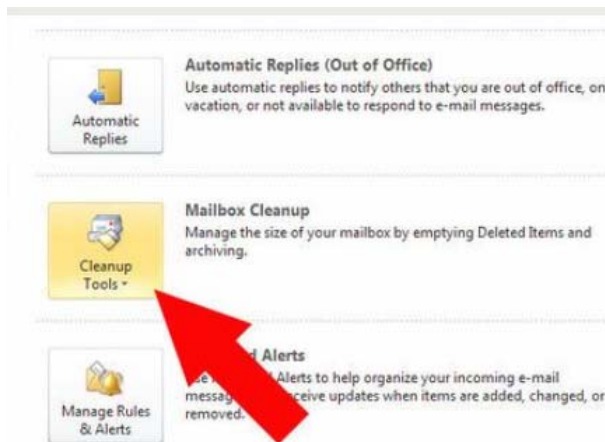 Automatic Replies (Out of Office)
Use automatic replies to notify others that you are out of office, on
vacation, or not available to respond to e-mail messages.
Automatic
Replies
Mailbox Cleanup
Manage the size of your mailbox by emptying Deleted Items and
archiving.
Cleanup
Tools
Alerts
Alerts to help organize your incoming e-mail
updates when items are added, changed, or
removed.
Manage Rules
& Alerts